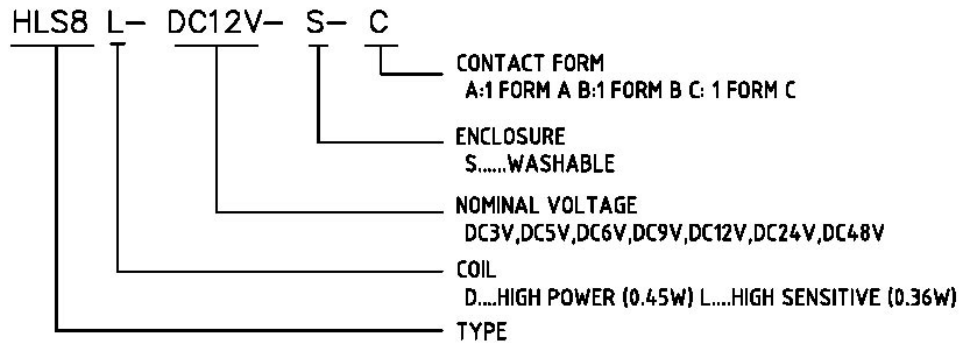 HLS8 L- DC12V- S- C
CONTACT FORM
A:1 FORM A B:1 FORM B C: 1 FORM C
ENCLOSURE
S......WASHABLE
NOMINAL VOLTAGE
DC3V,DC5V,DC6V,DC9V,DC12V,DC24V,DC48V
COIL
D....HIGH POWER (0.45W) L....HIGH SENSITIVE (0.36W)
TYPE